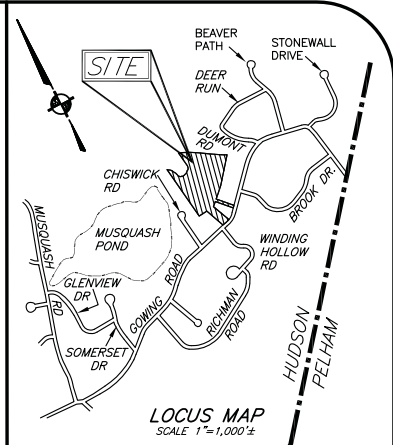 BEAVER
PATH
STONEWALL
DRIVE
SITE
DEER
RUN
DUMONT
RD
CHISWICK
RD
BROOK DR.
MUSQUASH
POND
MUSQUASH
RD
WINDING
HOLLOW
RD
GLENVIEW
DR
GOWING ROAD
RICHMAN
ROAD
SOMERSET
DR
HUDSON
PELHAM
LOCUS MAP
SCALE 1"=1,000'±